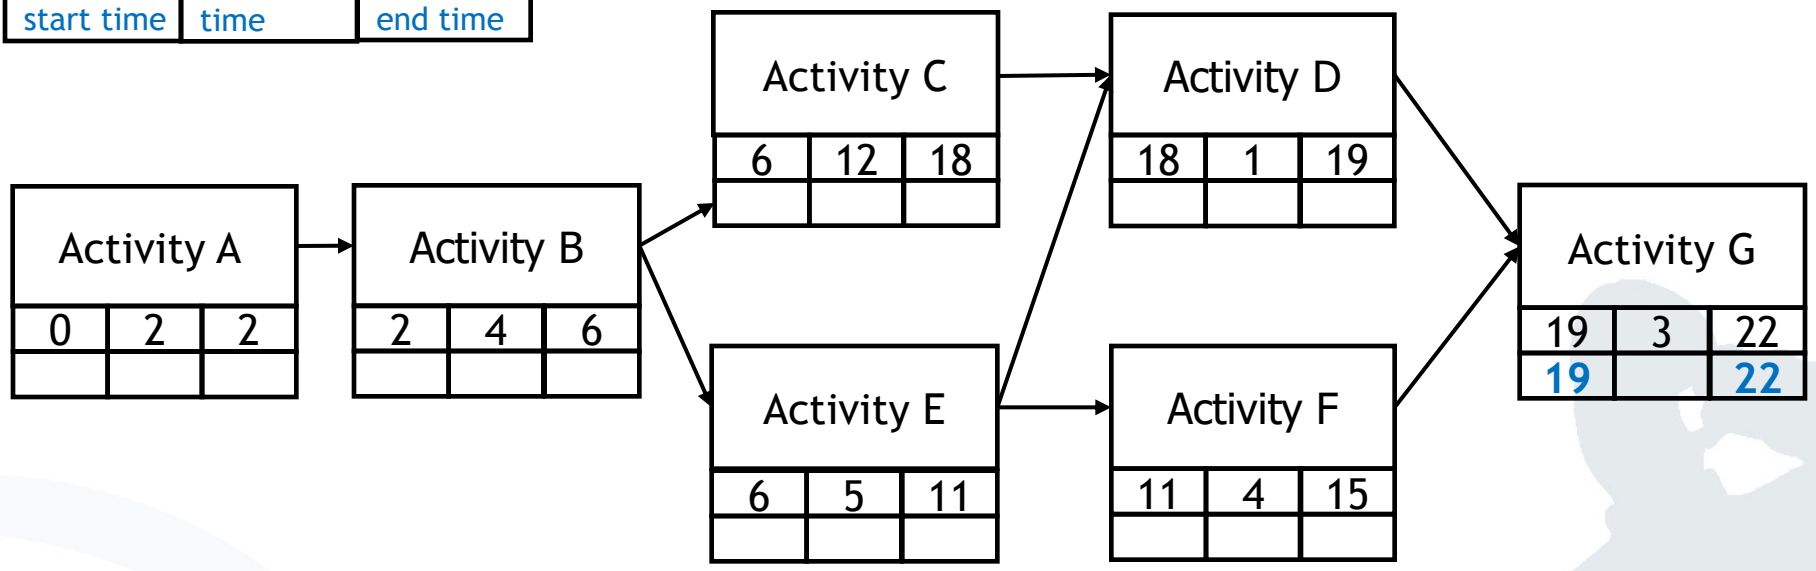 start time time end time
Activity C
6 12 18
Activity D
18 1 19
Activity A
0 2 2
Activity B
2 4 6
Activity G
19 3 22
19 22
Activity E
6 5 11
Activity F
11 4 15